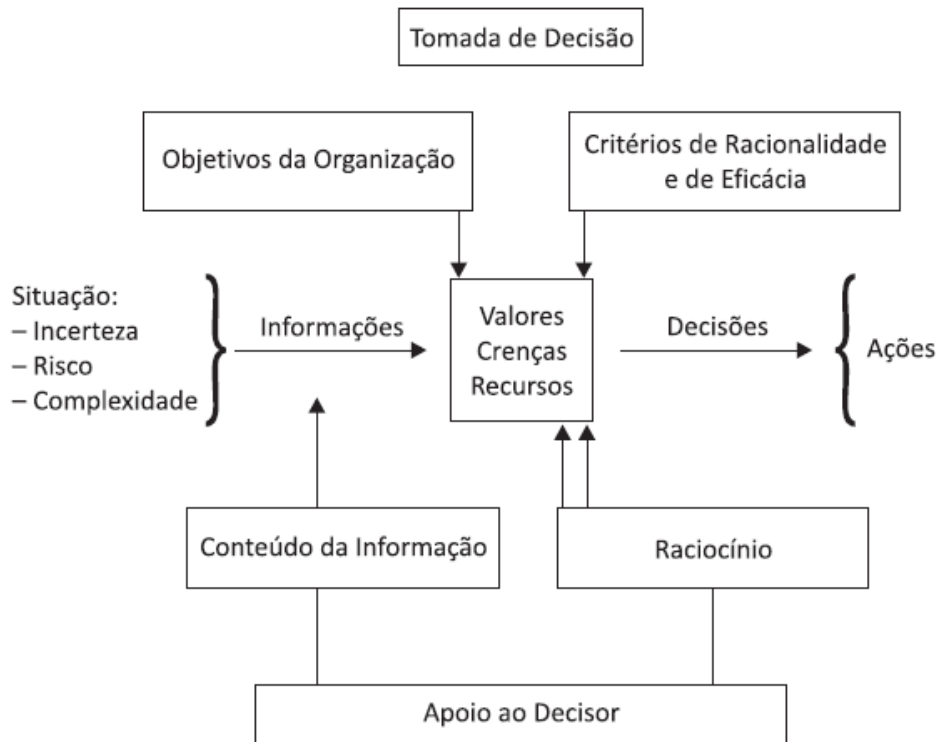 Tomada de Decisão
Objetivos da Organização
Critérios de Racionalidade
e de Eficácia
Situação:
– Incerteza
– Risco
– Complexidade
Informações
Valores
Crenças
Recursos
Decisões
Ações
Conteúdo da Informação
Raciocínio
Apoio ao Decisor